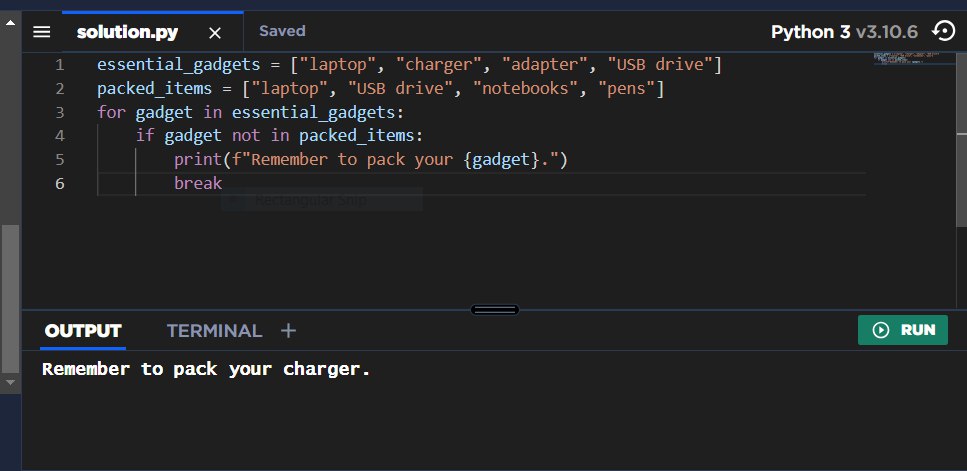 solution.py × Saved Python 3 v3.10.6
1 essential_gadgets = ["laptop", "charger", "adapter", "USB drive"]
2 packed_items = ["laptop", "USB drive", "notebooks", "pens"]
3 for gadget in essential_gadgets:
4     if gadget not in packed_items:
5         print(f"Remember to pack your {gadget}.")
6         break
Rectangular Snip
OUTPUT TERMINAL + RUN
Remember to pack your charger.